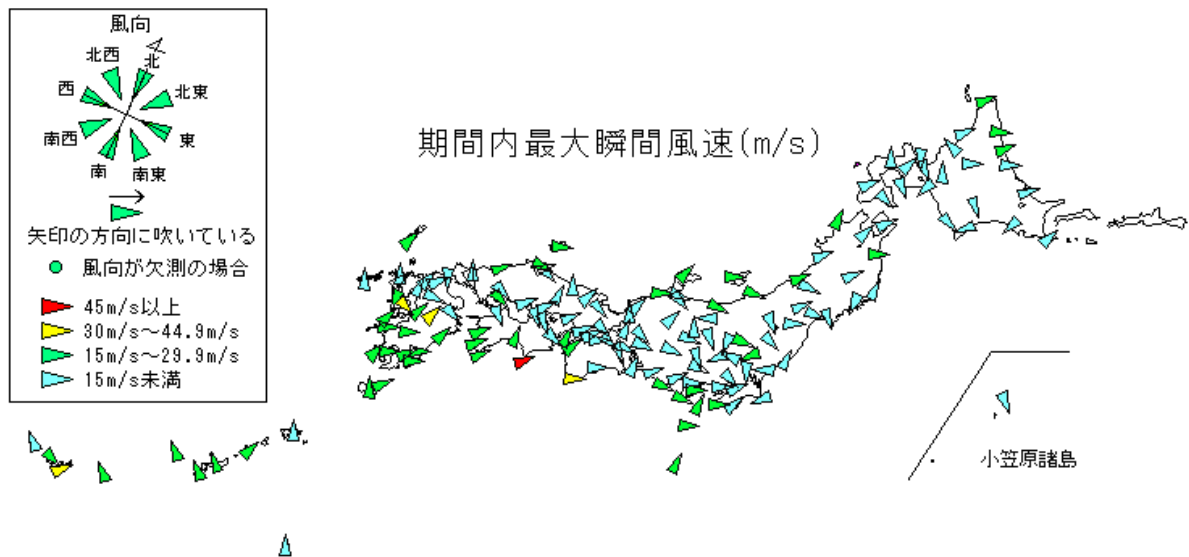 風向
北西
北
西
北東
南西
東
南
南東
矢印の方向に吹いている
風向が欠測の場合
45m/s以上
30m/s～44.9m/s
15m/s～29.9m/s
15m/s未満
期間内最大瞬間風速(m/s)
小笠原諸島